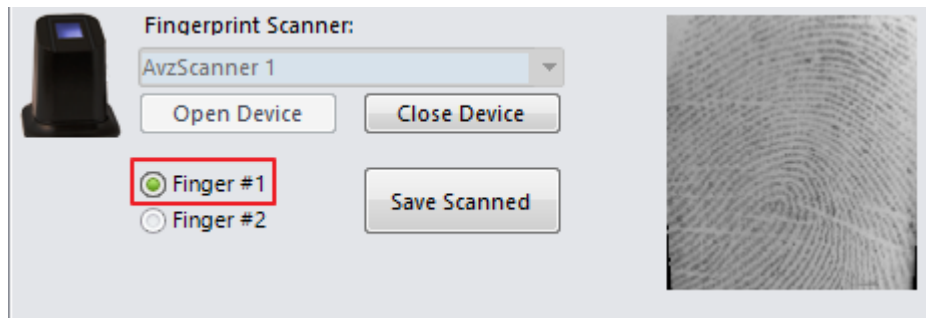 Fingerprint Scanner:
AvzScanner 1
Open Device Close Device
Finger #1
Save Scanned
Finger #2